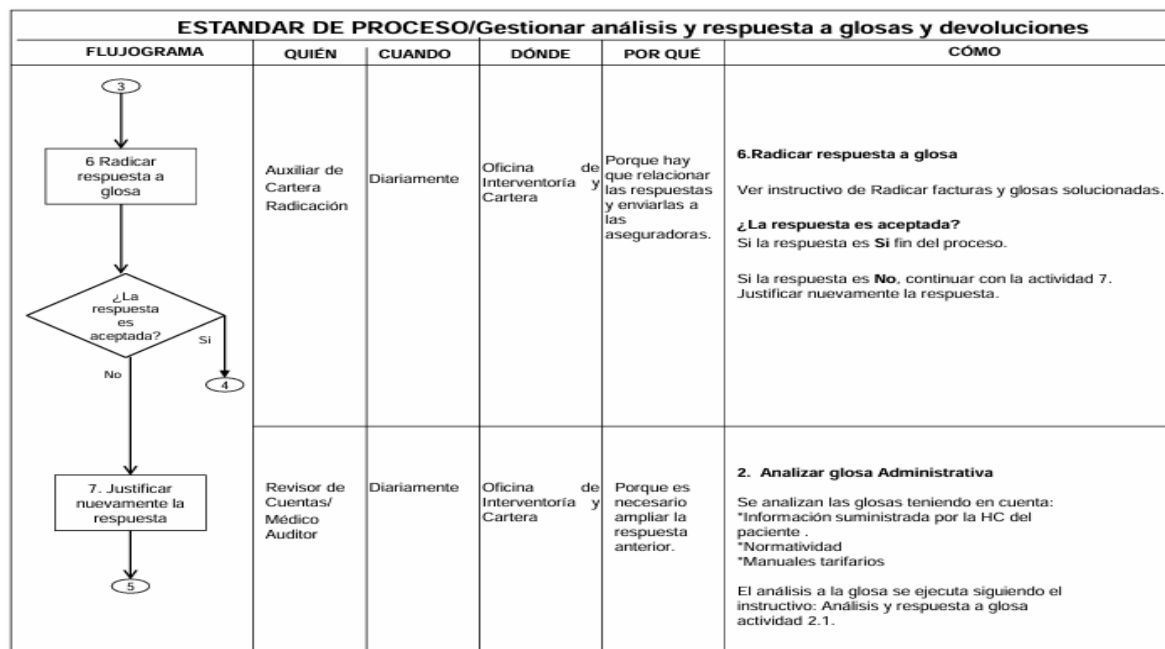 ESTANDAR DE PROCESO/Gestionar análisis y respuesta a glosas y devoluciones
FLUJOGRAMA
QUIÉN
CUANDO
DÓNDE
POR QUÉ
CÓMO
3
6 Radicar
respuesta a
glosa
¿La
respuesta
es
aceptada?
Si
4
No
Auxiliar de
Cartera
Radicación
Diariamente
Oficina de
Interventoría y
Cartera
Porque hay
que relacionar
las respuestas
y enviarlas a
las
aseguradoras.
6.Radicar respuesta a glosa
Ver instructivo de Radicar facturas y glosas solucionadas.
¿La respuesta es aceptada?
Si la respuesta es Si fin del proceso.
Si la respuesta es No, continuar con la actividad 7.
Justificar nuevamente la respuesta.
7. Justificar
nuevamente la
respuesta
5
Revisor de
Cuentas/
Médico
Auditor
Diariamente
Oficina de
Interventoría y
Cartera
Porque es
necesario
ampliar la
respuesta
anterior.
2. Analizar glosa Administrativa
Se analizan las glosas teniendo en cuenta:
*Información suministrada por la HC del
paciente .
*Normatividad
*Manuales tarifarios
El análisis a la glosa se ejecuta siguiendo el
instructivo: Análisis y respuesta a glosa
actividad 2.1.